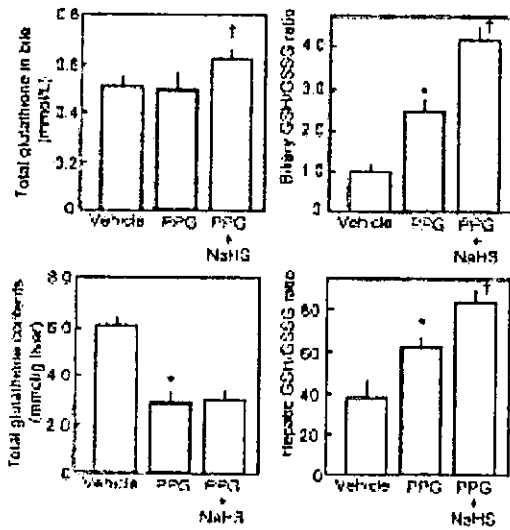 Total glutathione in bile
(mmol/L)
0.8
0.6
0.4
0.2
0
†
Vehicle PPG PPG
+
NaHS
Biliary GSH/GSSG ratio
4.0
3.0
2.0
1.0
0
*
†
Vehicle PPG PPG
+
NaHS
Total glutathione contents
(mmol/g liver)
8.0
6.0
2.0
0
*
Vehicle PPG PPG
+
NaHS
Hepatic GSH/GSSG ratio
80
60
40
20
0
*
†
Vehicle PPG PPG
+
NaHS